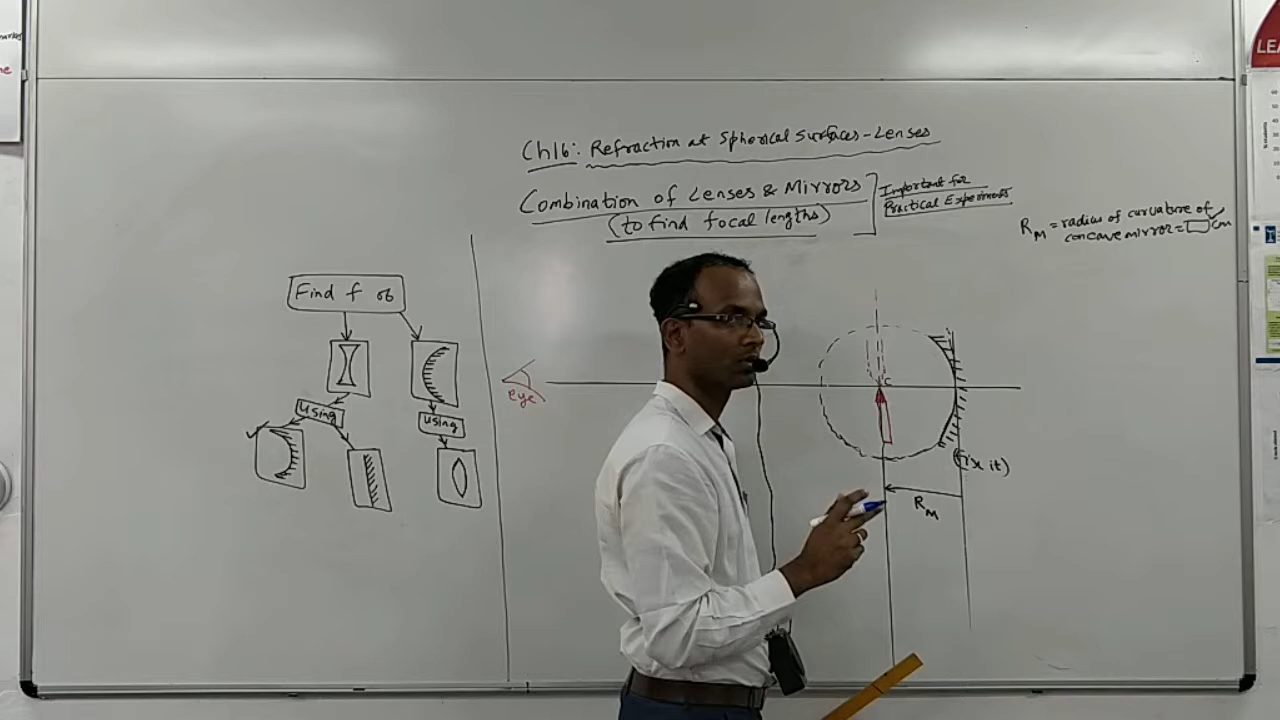 Ch16: Refraction at Spherical Surfaces-Lenses
Combination of Lenses & Mirrors
(to find focal lengths)
Important for
Practical Experiments
R_M = radius of curvature of
concave mirror = cm
Find f of
using
using
eye
C
(Fix it)
R_M
LEA